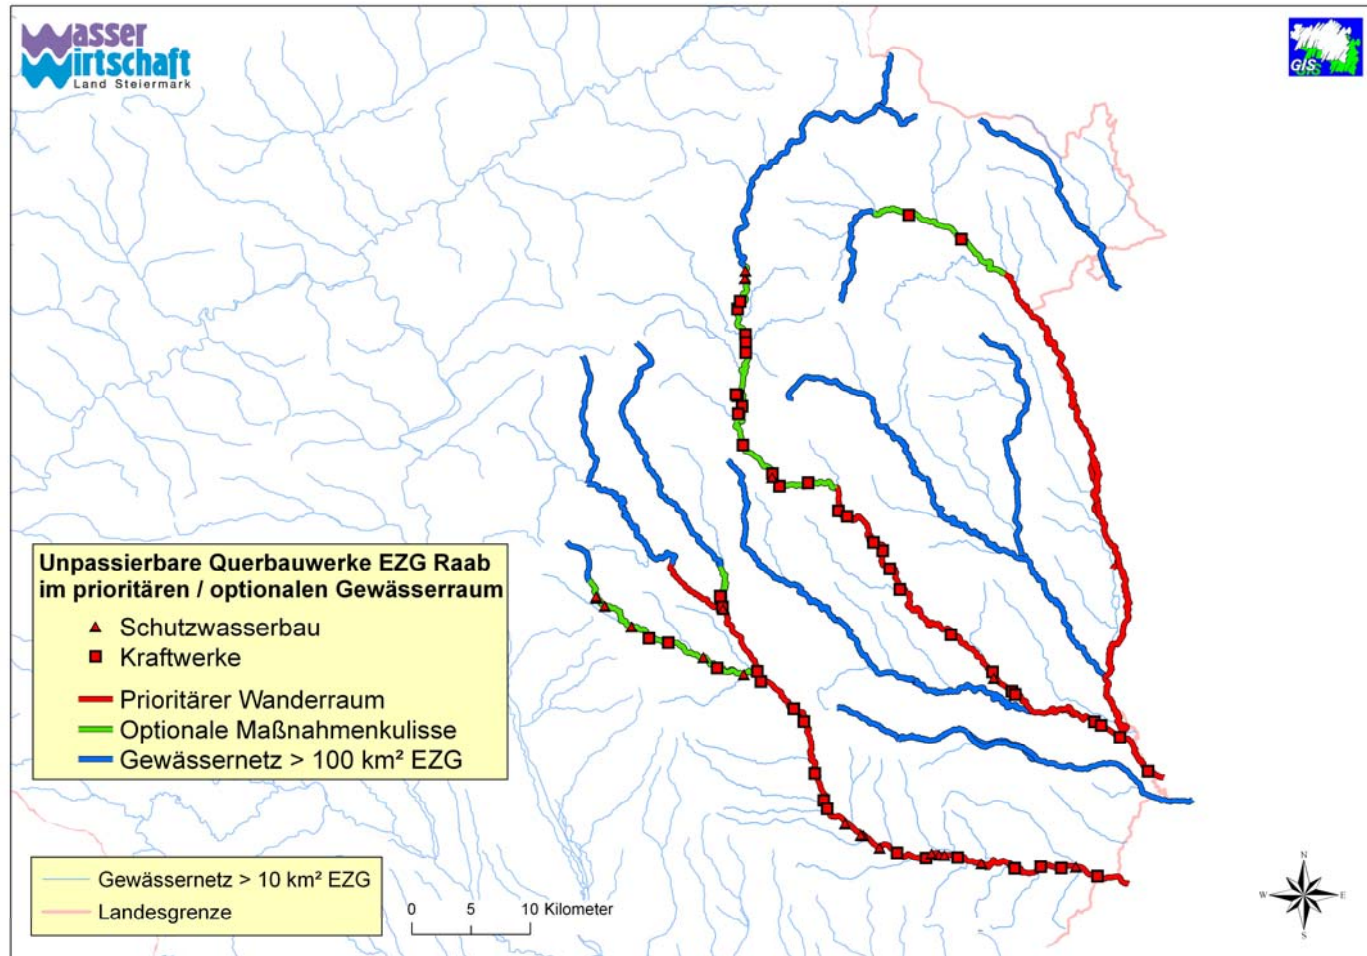 Wasser
Wirtschaft
Land Steiermark
GIS
GIS
Unpassierbare Querbauwerke EZG Raab
im prioritären / optionalen Gewässerraum
Schutzwasserbau
Kraftwerke
Prioritärer Wanderraum
Optionale Maßnahmenkulisse
Gewässernetz > 100 km² EZG
Gewässernetz > 10 km² EZG
Landesgrenze
0 5 10 Kilometer
N
W E
S